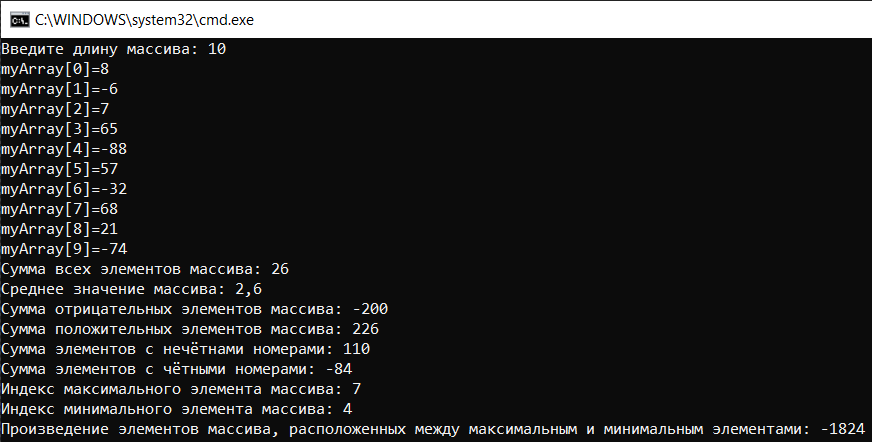 C:\WINDOWS\system32\cmd.exe
Введите длину массива: 10
myArray[0]=8
myArray[1]=-6
myArray[2]=7
myArray[3]=65
myArray[4]=-88
myArray[5]=57
myArray[6]=-32
myArray[7]=68
myArray[8]=21
myArray[9]=-74
Сумма всех элементов массива: 26
Среднее значение массива: 2,6
Сумма отрицательных элементов массива: -200
Сумма положительных элементов массива: 226
Сумма элементов с нечётнами номерами: 110
Сумма элементов с чётными номерами: -84
Индекс максимального элемента массива: 7
Индекс минимального элемента массива: 4
Произведение элементов массива, расположенных между максимальным и минимальным элементами: -1824